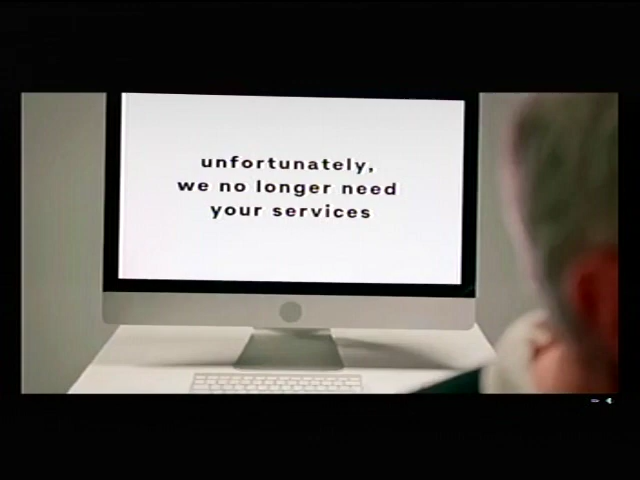 unfortunately,
we no longer need
your services